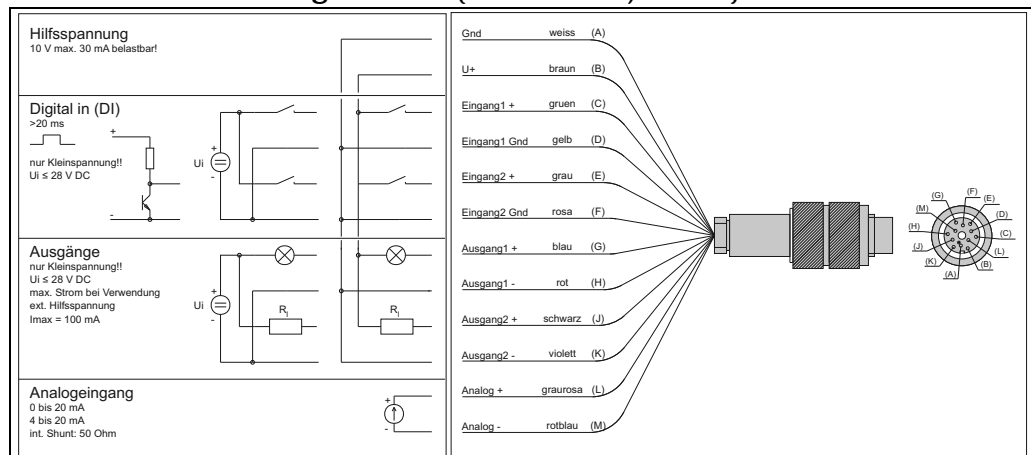 Hilfsspannung
10 V max. 30 mA belastbar!
Digital in (DI)
>20 ms
nur Kleinspannung!!
Ui ≤ 28 V DC
+
-
Ui
+
-
Ausgänge
nur Kleinspannung!!
Ui ≤ 28 V DC
max. Strom bei Verwendung
ext. Hilfsspannung
Imax = 100 mA
Ui
+
-
Rl
Rl
Analogeingang
0 bis 20 mA
4 bis 20 mA
int. Shunt: 50 Ohm
+
-
Gnd weiss (A)
U+ braun (B)
Eingang1 + gruen (C)
Eingang1 Gnd gelb (D)
Eingang2 + grau (E)
Eingang2 Gnd rosa (F)
Ausgang1 + blau (G)
Ausgang1 - rot (H)
Ausgang2 + schwarz (J)
Ausgang2 - violett (K)
Analog + graurosa (L)
Analog - rotblau (M)
(F)
(G)
(E)
(M)
(D)
(H)
(C)
(J)
(L)
(K)
(B)
(A)